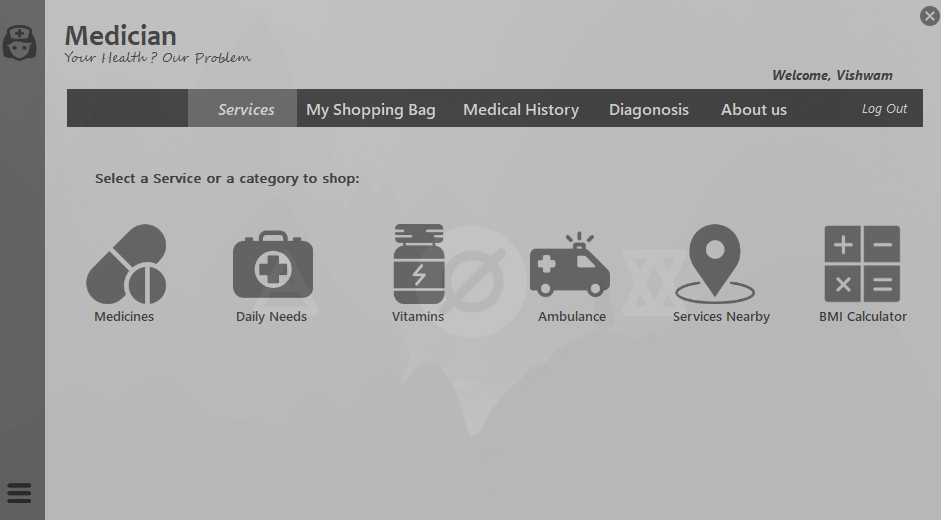 Medician
Your Health ? Our Problem
Welcome, Vishwam
Services My Shopping Bag Medical History Diagonosis About us Log Out
Select a Service or a category to shop:
Medicines Daily Needs Vitamins Ambulance Services Nearby BMI Calculator